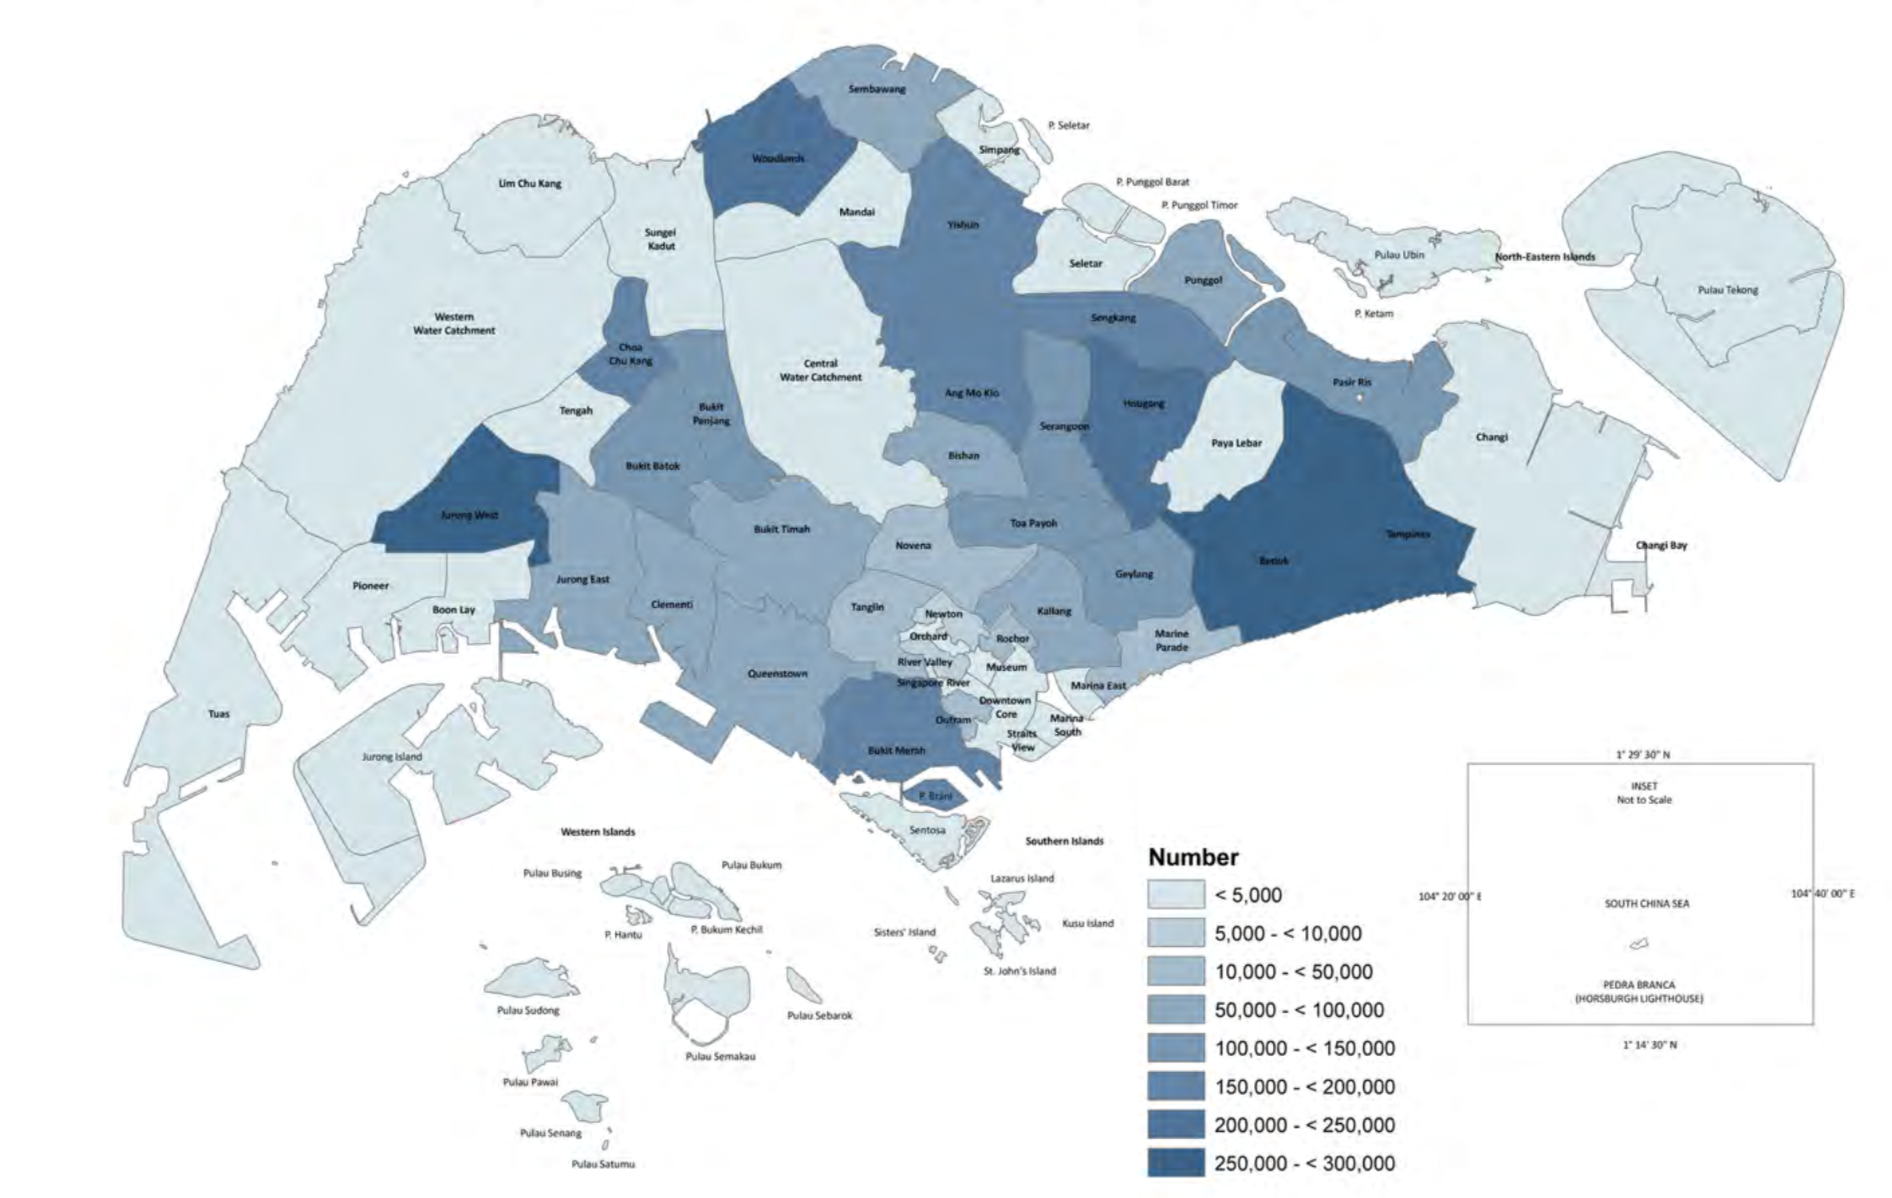 Sembawang
P. Seletar
Simpang
Woodlands
Lim Chu Kang
P. Punggol Barat
P. Punggol Timor
Mandai
Sungei
Kadut
Yishun
Pulau Ubin
North-Eastern Islands
Seletar
Punggol
Pulau Tekong
P. Ketam
Western
Water Catchment
Sengkang
Choa
Chu Kang
Central
Water Catchment
Pasir Ris
Ang Mo Kio
Hougang
Tengah
Bukit
Panjang
Serangoon
Paya Lebar
Changi
Bishan
Bukit Batok
Jurong West
Bukit Timah
Toa Payoh
Tampines
Novena
Changi Bay
Bedok
Geylang
Pioneer
Jurong East
Boon Lay
Clementi
Tanglin
Newton
Kallang
Orchard
Rochor
Marine
Parade
River Valley
Museum
Queenstown
Singapore River
Marina East
Downtown
Core
Tuas
Outram
Marina
South
Straits
View
Bukit Merah
Jurong Island
P. Brani
Sentosa
Western Islands
Southern Islands
Pulau Busing
Pulau Bukum
Lazarus Island
P. Hantu
P. Bukum Kechil
Sisters' Island
Kusu Island
St. John's Island
Pulau Sudong
Pulau Sebarok
Pulau Semakau
Pulau Pawai
Pulau Senang
Pulau Satumu
Number
< 5,000
5,000 - < 10,000
10,000 - < 50,000
50,000 - < 100,000
100,000 - < 150,000
150,000 - < 200,000
200,000 - < 250,000
250,000 - < 300,000
1° 29' 30" N
INSET
Not to Scale
104° 20' 00" E
104° 40' 00" E
SOUTH CHINA SEA
PEDRA BRANCA
(HORSBURGH LIGHTHOUSE)
1° 14' 30" N